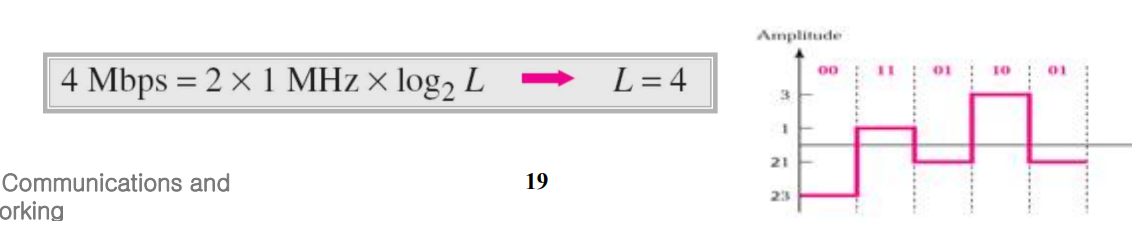 Amplitude
00 11 01 10 01
4 Mbps = 2 × 1 MHz × log₂ L L = 4
3
1
21
23
Communications and
orking
19